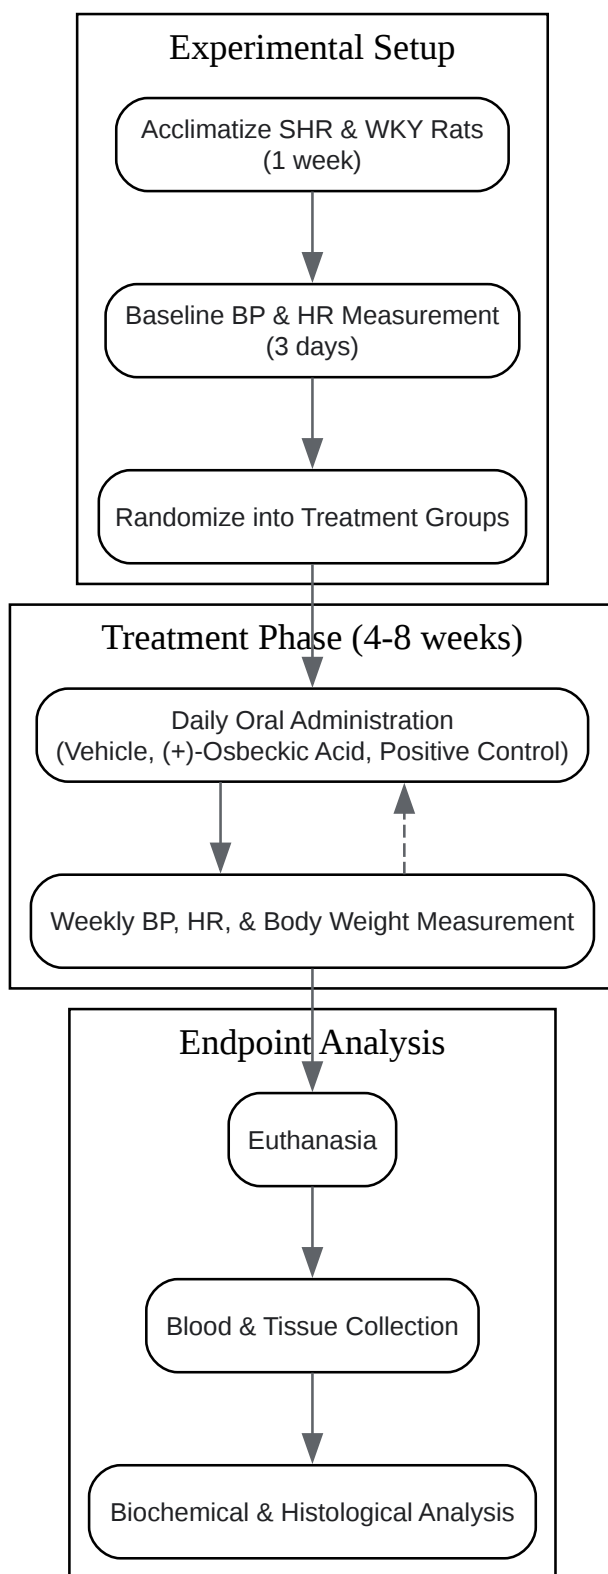 Experimental Setup
Acclimatize SHR & WKY Rats
(1 week)
Baseline BP & HR Measurement
(3 days)
Randomize into Treatment Groups
Treatment Phase (4-8 weeks)
Daily Oral Administration
(Vehicle, (+)-Osbeckic Acid, Positive Control)
Weekly BP, HR, & Body Weight Measurement
Endpoint Analysis
Euthanasia
Blood & Tissue Collection
Biochemical & Histological Analysis